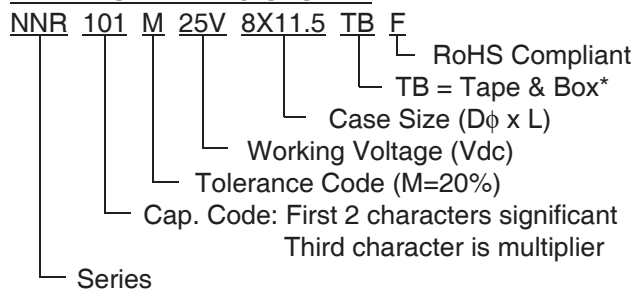 NNR 101 M 25V 8X11.5 TB F
RoHS Compliant
TB = Tape & Box*
Case Size (Dϕ x L)
Working Voltage (Vdc)
Tolerance Code (M=20%)
Cap. Code: First 2 characters significant
Third character is multiplier
Series